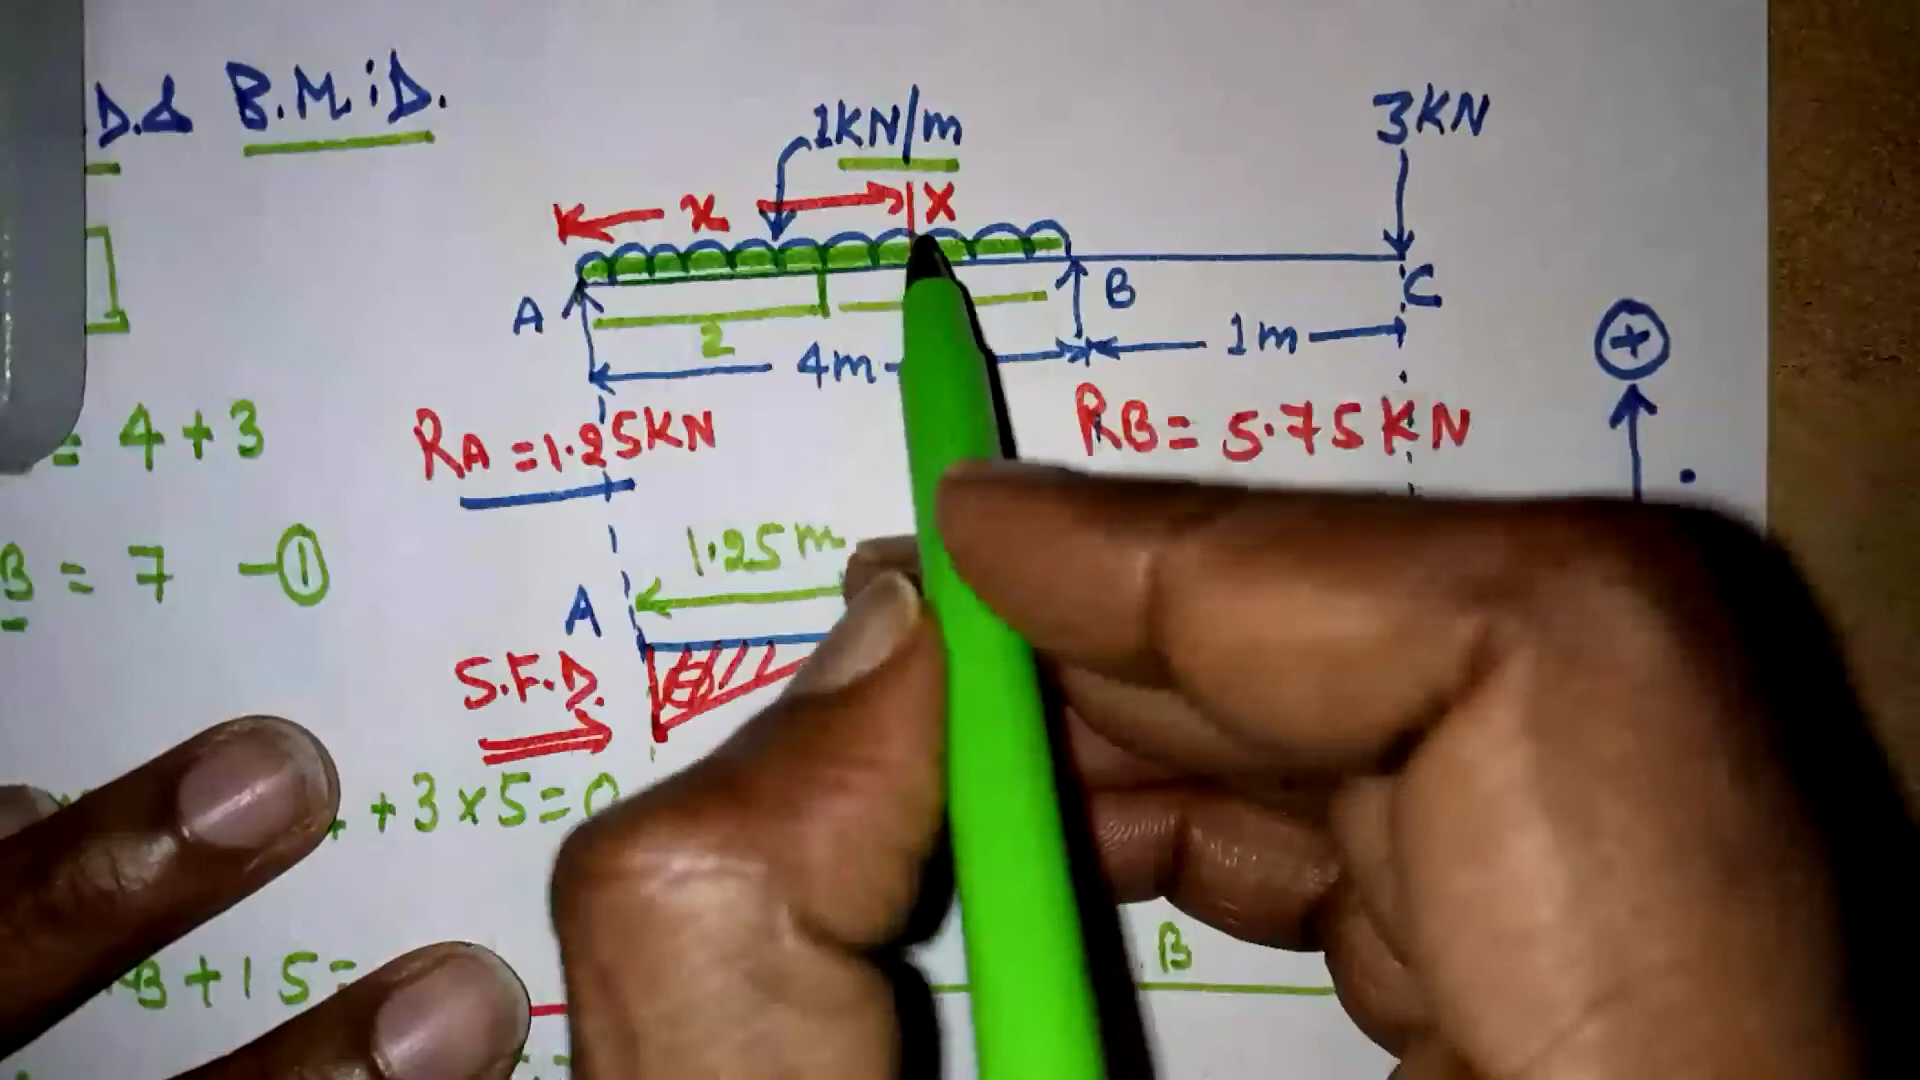 D.& B.M.D.
1KN/m
3KN
x
X
A
B
C
2
4m
1m
+
= 4+3
RA = 1.25KN
RB = 5.75KN
B = 7 -①
1.25m
A
S.F.D.
+3×5=0
B+15=
B